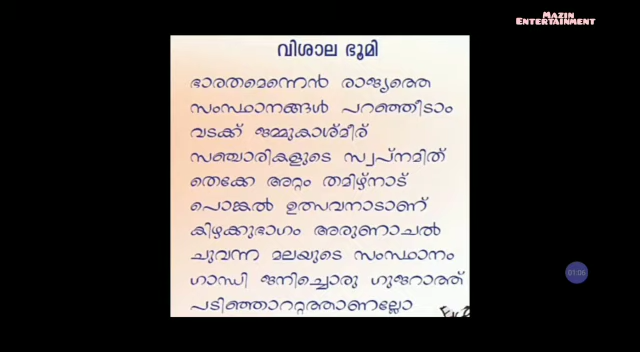 Mazin
Entertainment
വിശാല ഭൂമി
ഭാരതമെന്നെൻ രാജ്യത്തെ
സംസ്ഥാനങ്ങൾ പറഞ്ഞീടാം
വടക്ക് ജമ്മുകാശ്മീര്
സഞ്ചാരികളുടെ സ്വപ്നമിത്
തെക്കേ അറ്റം തമിഴ്നാട്
പൊങ്കൽ ഉത്സവനാടാണ്
കിഴക്കുഭാഗം അരുണാചൽ
ചുവന്ന മലയുടെ സംസ്ഥാനം
ഗാന്ധി ജനിച്ചൊരു ഗുജറാത്ത്
പടിഞ്ഞാററ്റത്താണല്ലോ
01:06